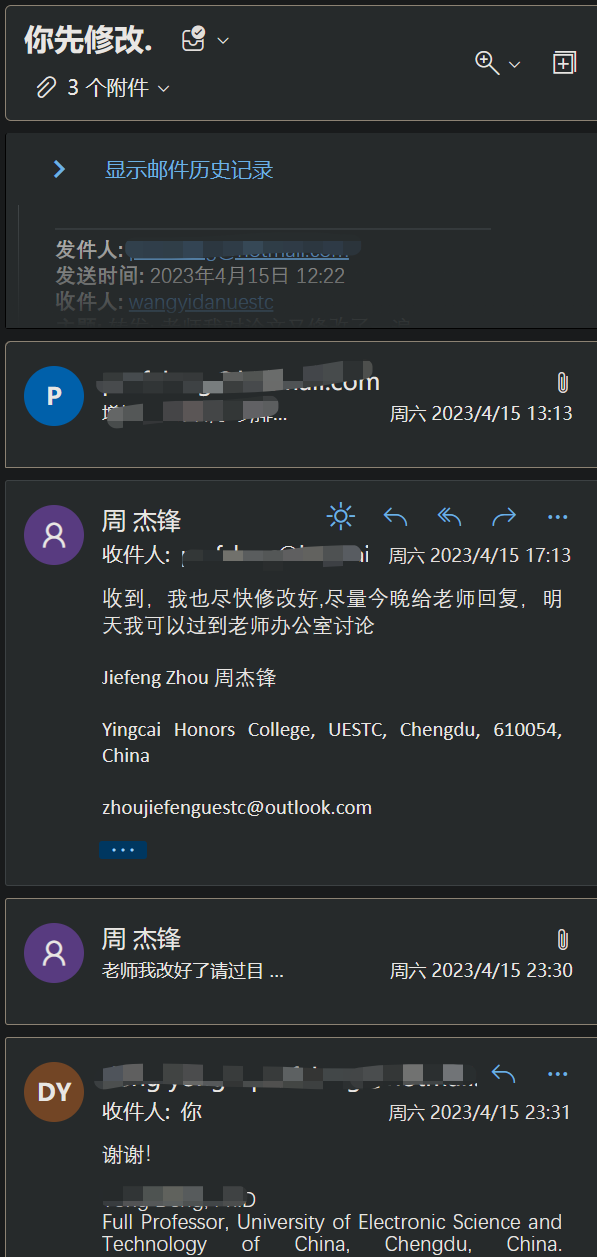 你先修改.
3 个附件
显示邮件历史记录
发件人:
发送时间: 2023年4月15日 12:22
收件人: wangyidanuestc
P
周六 2023/4/15 13:13
周 杰锋
收件人:
周六 2023/4/15 17:13
收到，我也尽快修改好,尽量今晚给老师回复，明
天我可以过到老师办公室讨论
Jiefeng Zhou 周杰锋
Yingcai Honors College, UESTC, Chengdu, 610054,
China
zhoujiefenguestc@outlook.com
...
周 杰锋
老师我改好了请过目 ...
周六 2023/4/15 23:30
DY
收件人: 你
周六 2023/4/15 23:31
谢谢！
Full Professor, University of Electronic Science and
Technology of China, Chengdu, China.